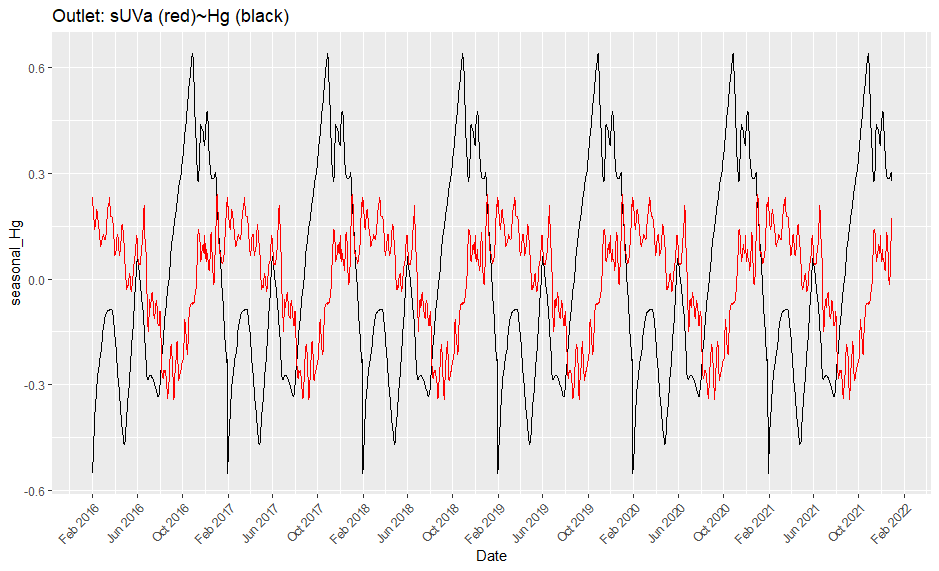 Outlet: sUVa (red)~Hg (black)
seasonal_Hg
0.6
0.3
0.0
-0.3
-0.6
Feb 2016
Jun 2016
Oct 2016
Feb 2017
Jun 2017
Oct 2017
Feb 2018
Jun 2018
Oct 2018
Feb 2019
Jun 2019
Oct 2019
Feb 2020
Jun 2020
Oct 2020
Feb 2021
Jun 2021
Oct 2021
Feb 2022
Date